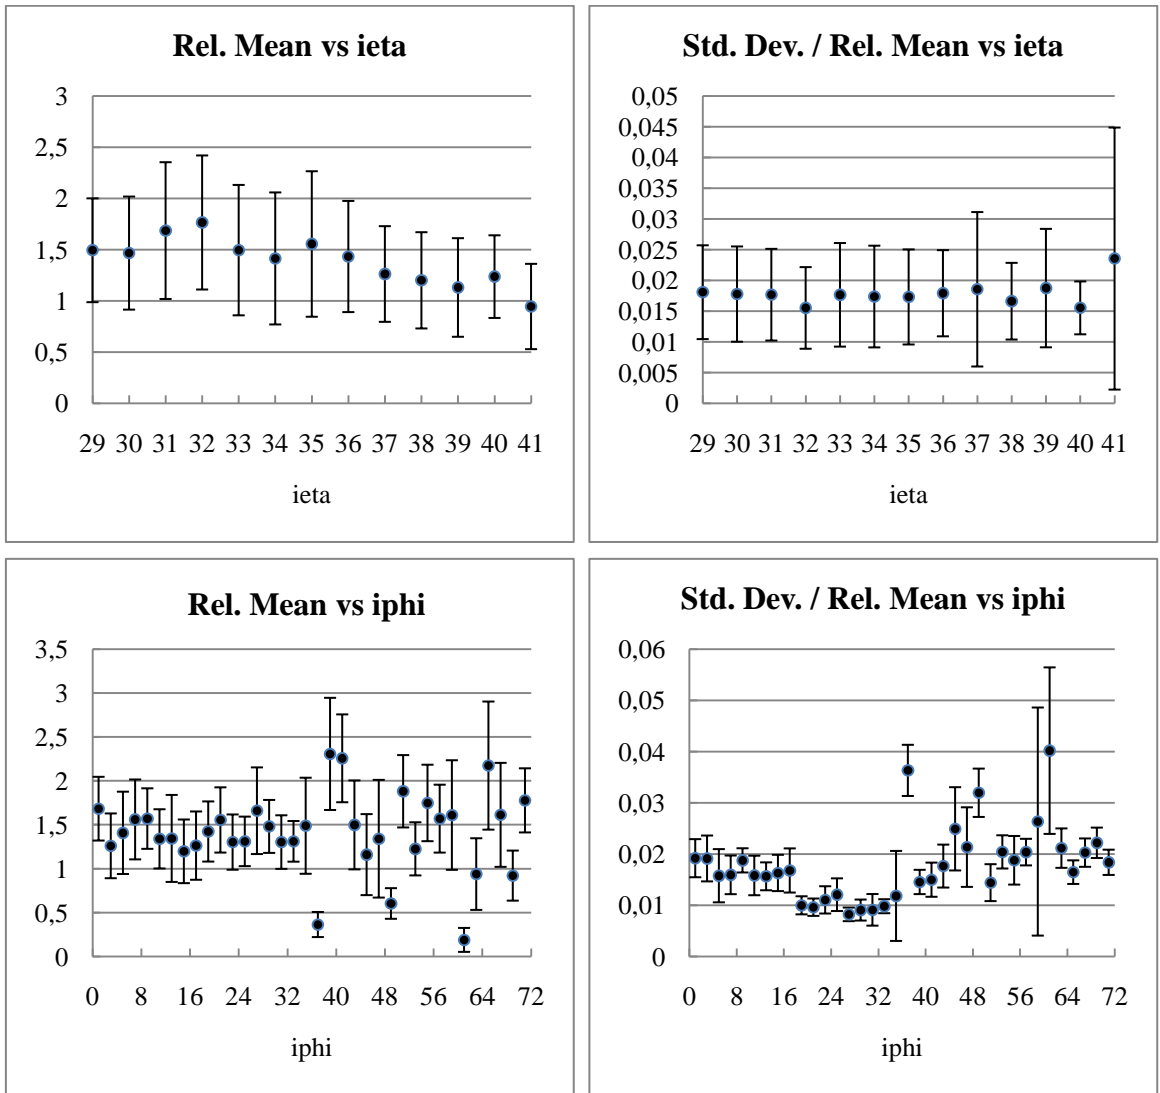 Rel. Mean vs ieta
3
2,5
2
1,5
1
0,5
0
29 30 31 32 33 34 35 36 37 38 39 40 41
ieta
Std. Dev. / Rel. Mean vs ieta
0,05
0,045
0,04
0,035
0,03
0,025
0,02
0,015
0,01
0,005
0
29 30 31 32 33 34 35 36 37 38 39 40 41
ieta
Rel. Mean vs iphi
3,5
3
2,5
2
1,5
1
0,5
0
0 8 16 24 32 40 48 56 64 72
iphi
Std. Dev. / Rel. Mean vs iphi
0,06
0,05
0,04
0,03
0,02
0,01
0
0 8 16 24 32 40 48 56 64 72
iphi